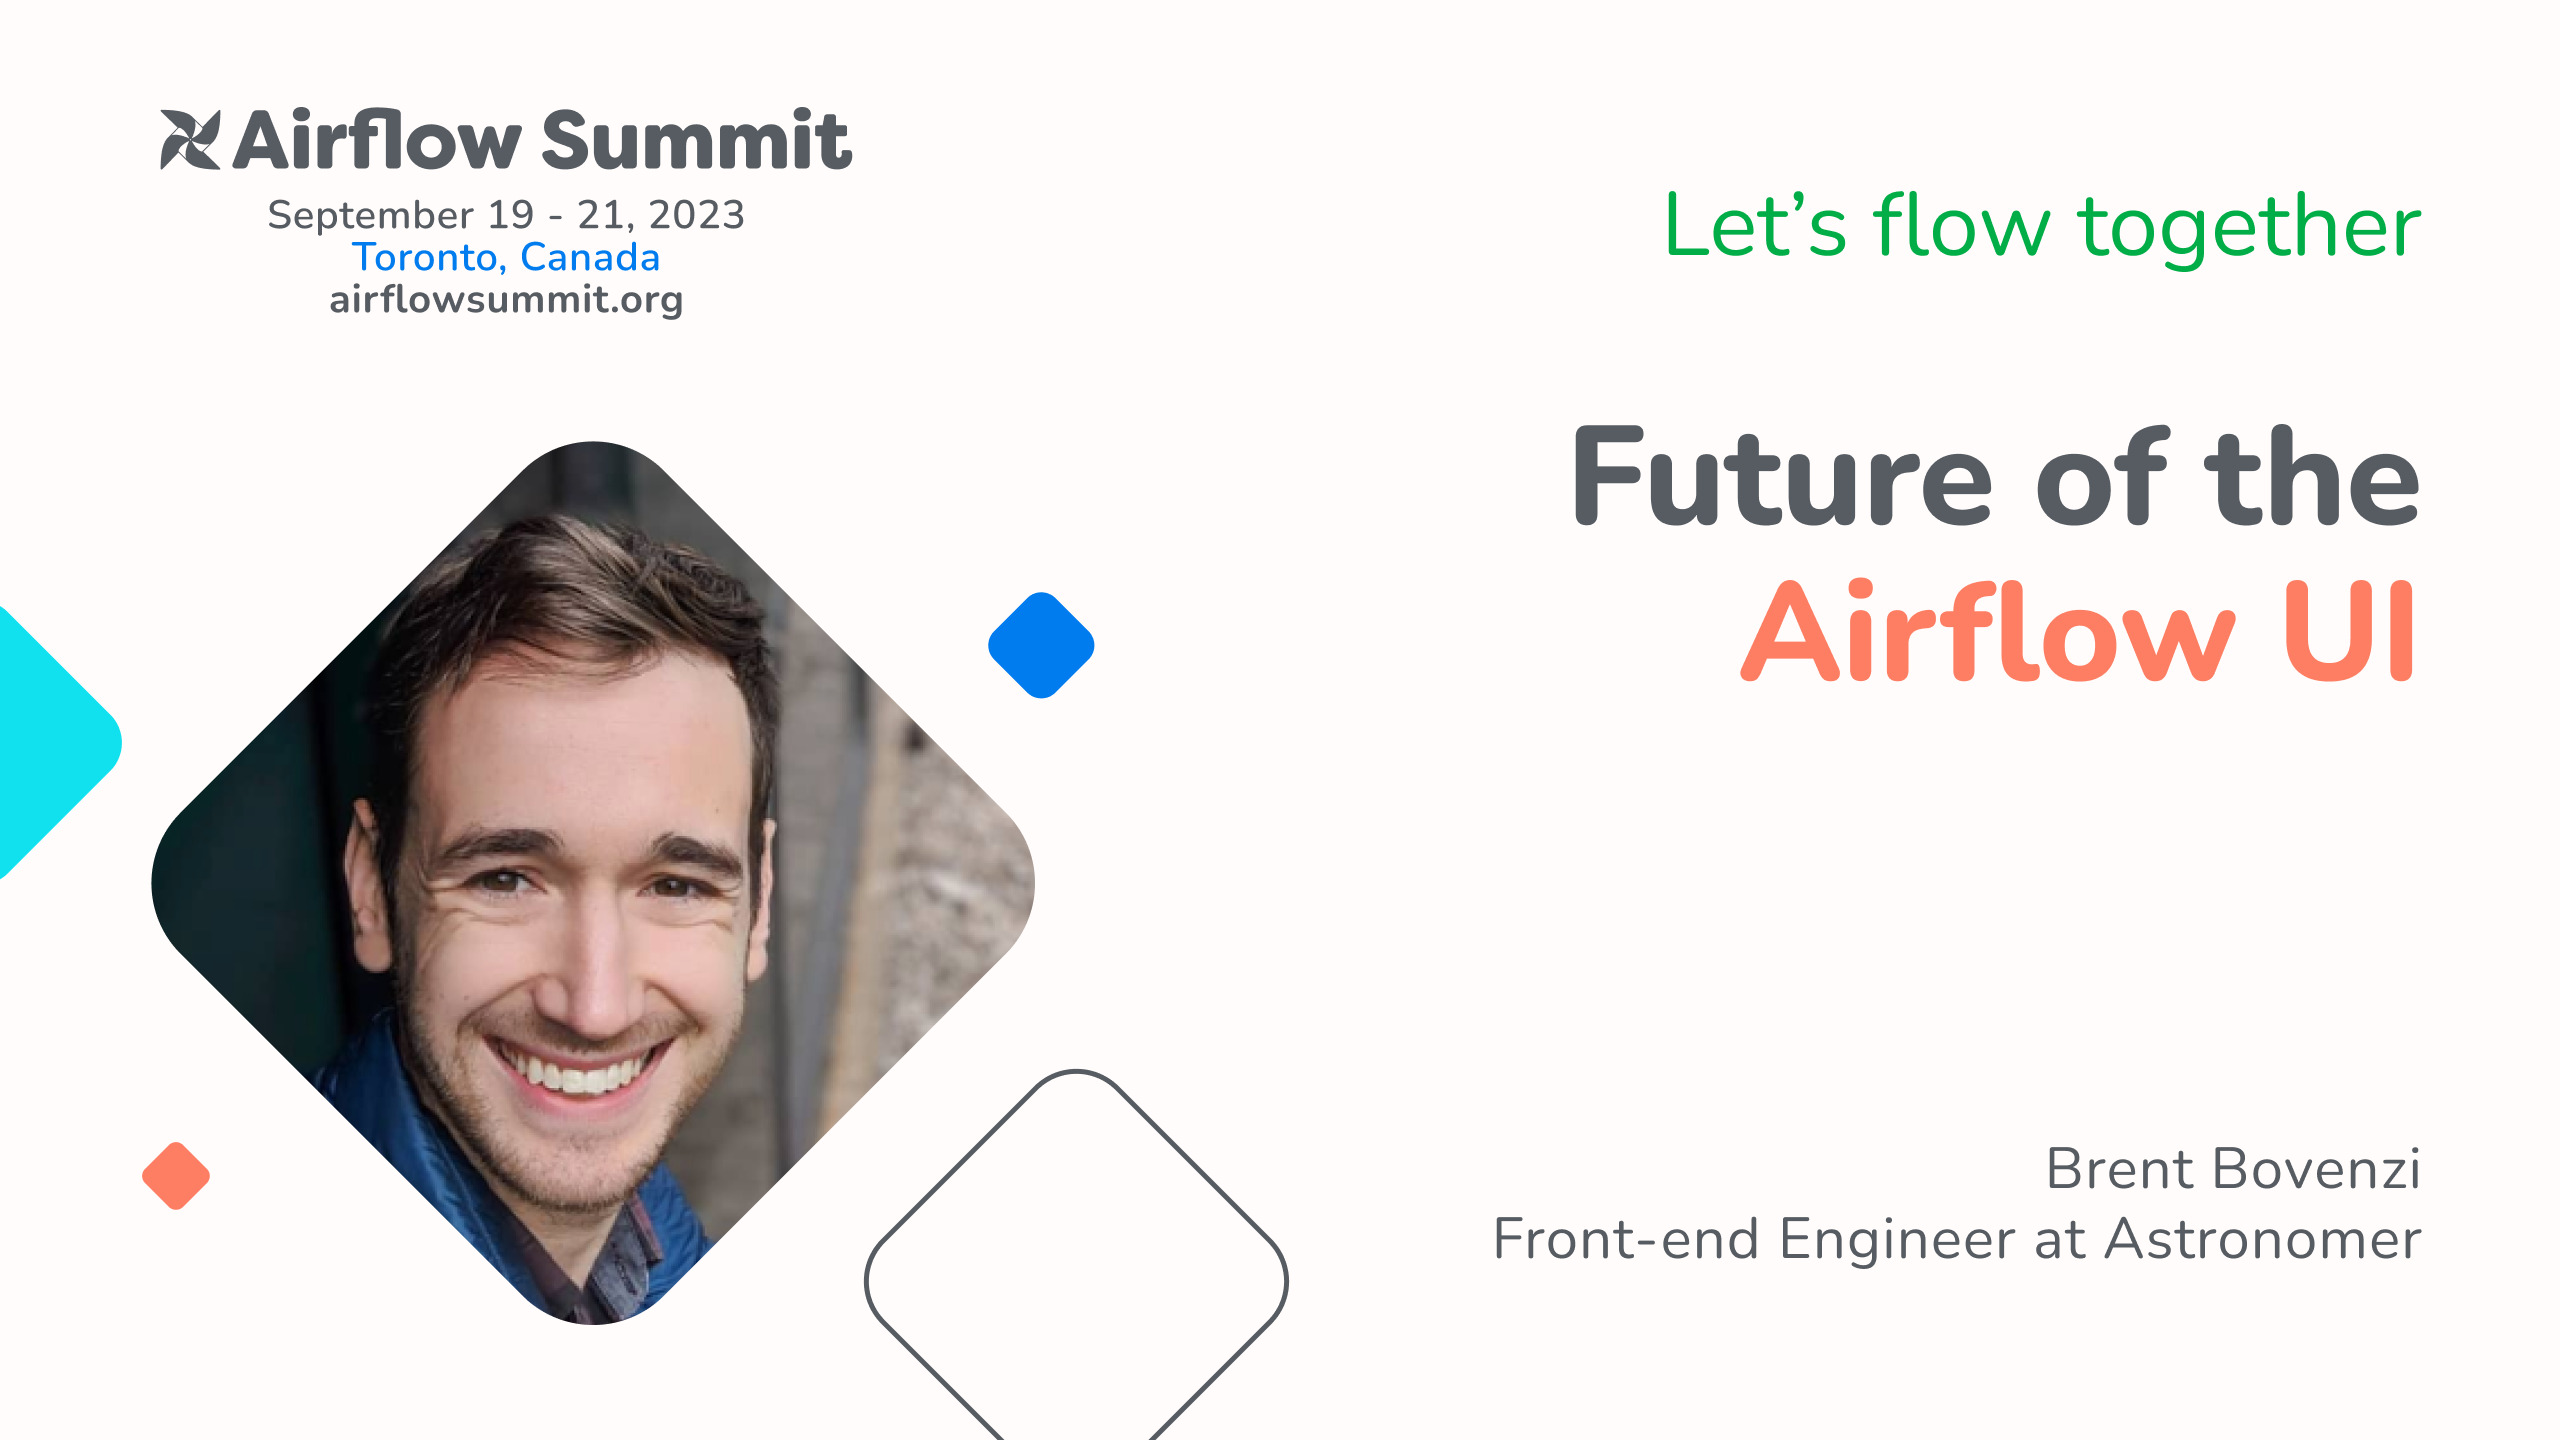 Airflow Summit
September 19 - 21, 2023
Toronto, Canada
airflowsummit.org
Let’s flow together
Future of the
Airflow UI
Brent Bovenzi
Front-end Engineer at Astronomer